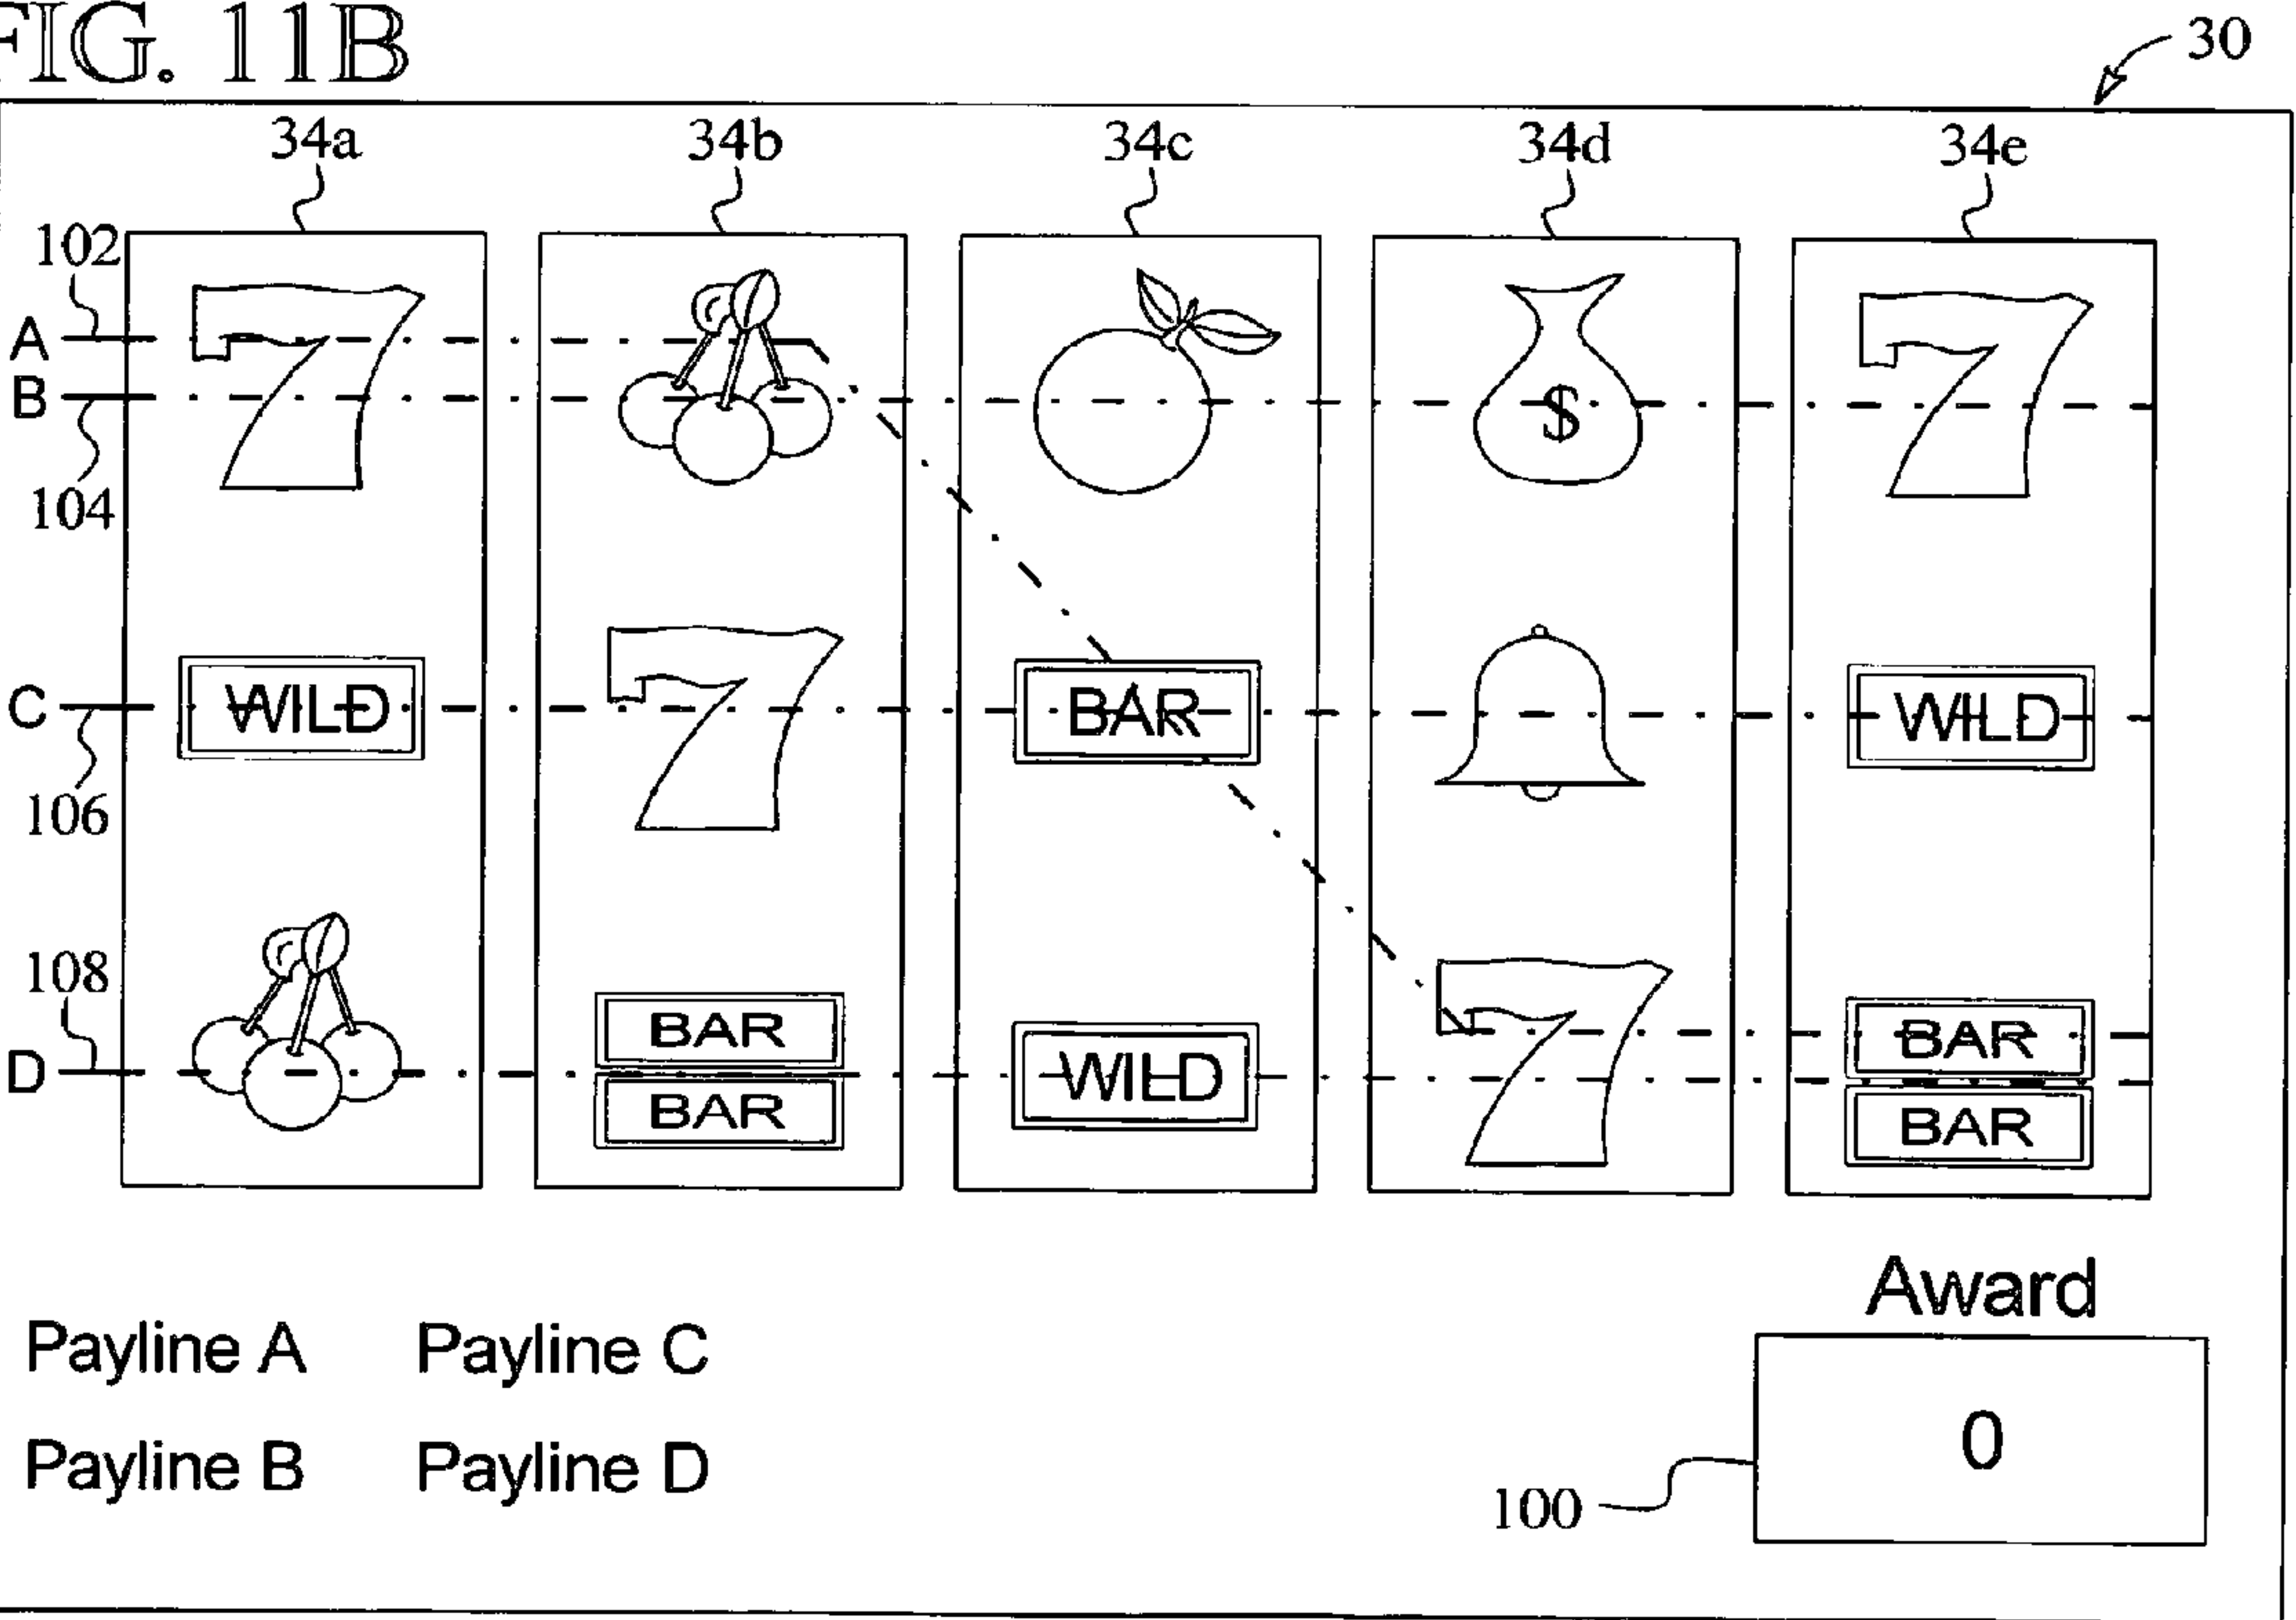 FIG. 11B
30
34a 34b 34c 34d 34e
102
A
B
$
104
C WILD BAR WILD
106
108
BAR BAR
D WILD
BAR BAR
Award
Payline A Payline C
0
Payline B Payline D
100